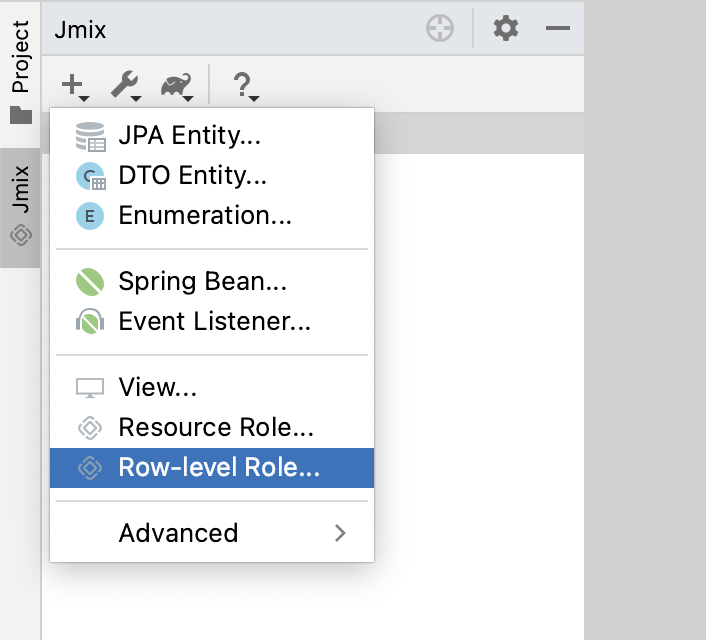 Jmix
Project
Jmix
?
JPA Entity...
C
DTO Entity...
E
Enumeration...
Spring Bean...
Event Listener...
View...
Resource Role...
Row-level Role...
Advanced